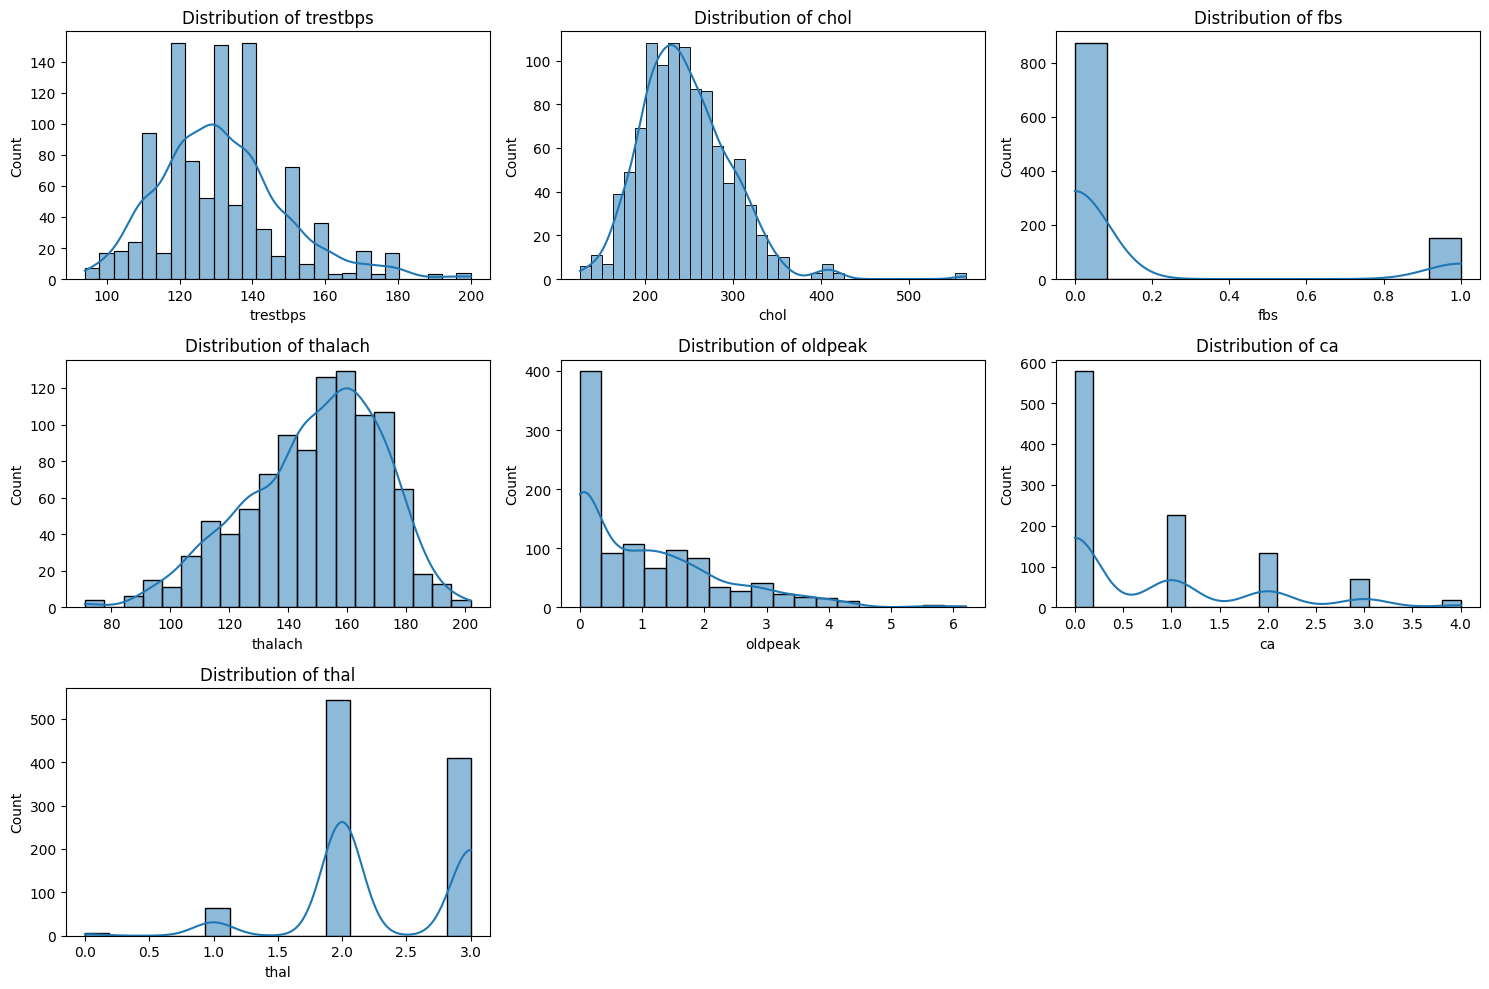 Distribution of trestbps
Count
140
120
100
80
60
40
20
0
100 120 140 160 180 200
trestbps
Distribution of chol
Count
100
80
60
40
20
0
200 300 400 500
chol
Distribution of fbs
Count
800
600
400
200
0
0.0 0.2 0.4 0.6 0.8 1.0
fbs
Distribution of thalach
Count
120
100
80
60
40
20
0
80 100 120 140 160 180 200
thalach
Distribution of oldpeak
Count
400
300
200
100
0
0 1 2 3 4 5 6
oldpeak
Distribution of ca
Count
600
500
400
300
200
100
0
0.0 0.5 1.0 1.5 2.0 2.5 3.0 3.5 4.0
ca
Distribution of thal
Count
500
400
300
200
100
0
0.0 0.5 1.0 1.5 2.0 2.5 3.0
thal